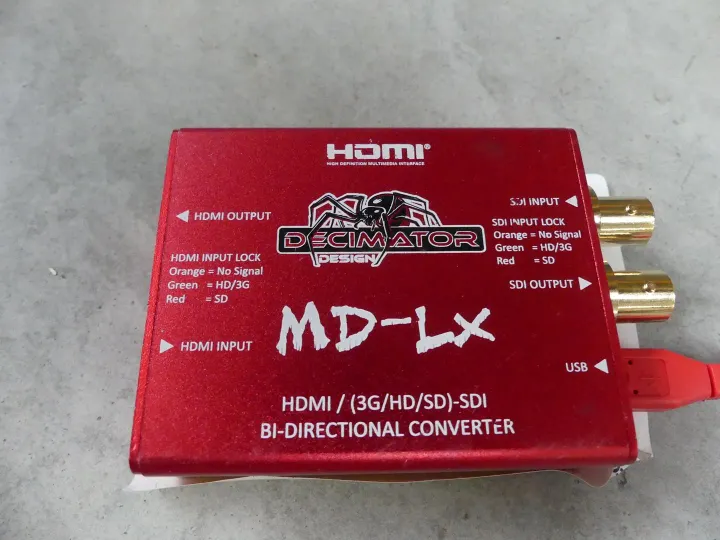 HDMI®
HIGH DEFINITION MULTIMEDIA INTERFACE
DECIMATOR
DESIGN
HDMI OUTPUT
HDMI INPUT LOCK
Orange = No Signal
Green = HD/3G
Red = SD
HDMI INPUT
SDI INPUT
SDI INPUT LOCK
Orange = No Signal
Green = HD/3G
Red = SD
SDI OUTPUT
USB
MD-LX
HDMI / (3G/HD/SD)-SDI
BI-DIRECTIONAL CONVERTER